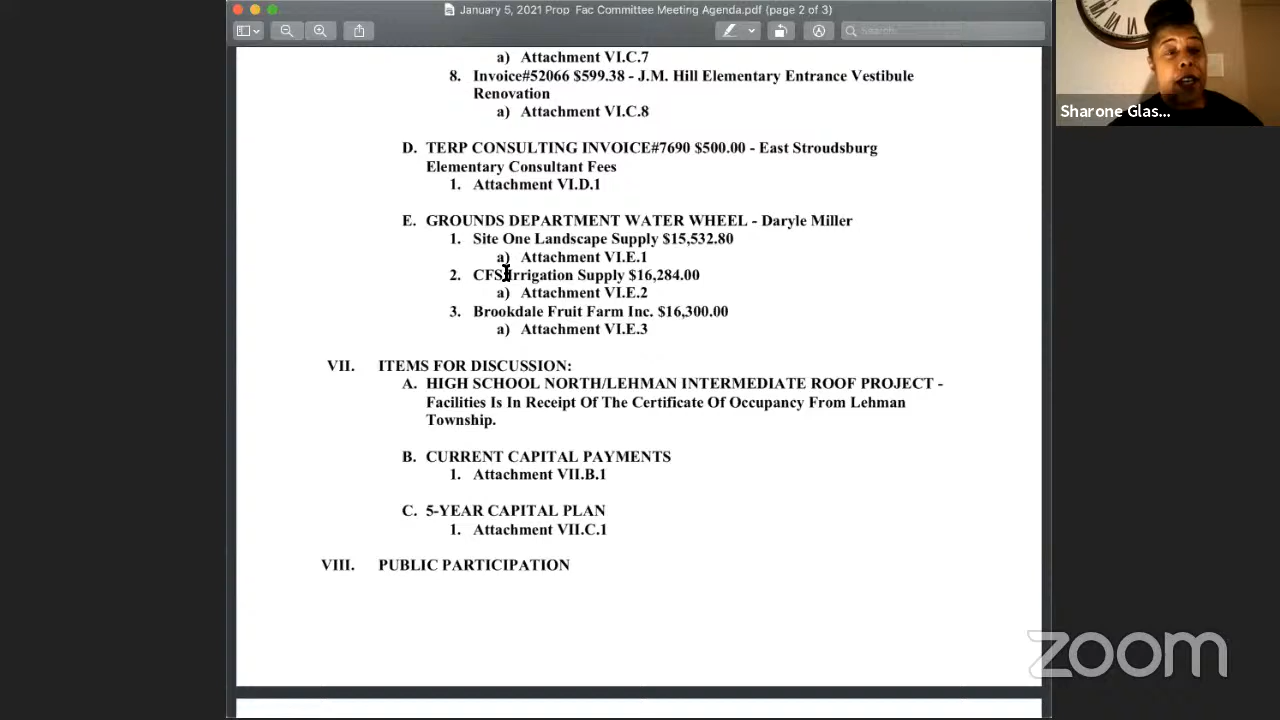 January 5, 2021 Prop Fac Committee Meeting Agenda.pdf (page 2 of 3)
Search
a) Attachment VI.C.7
8. Invoice#52066 $599.38 - J.M. Hill Elementary Entrance Vestibule
Renovation
a) Attachment VI.C.8
D. TERP CONSULTING INVOICE#7690 $500.00 - East Stroudsburg
Elementary Consultant Fees
1. Attachment VI.D.1
E. GROUNDS DEPARTMENT WATER WHEEL - Daryle Miller
1. Site One Landscape Supply $15,532.80
a) Attachment VI.E.1
2. CFS Irrigation Supply $16,284.00
a) Attachment VI.E.2
3. Brookdale Fruit Farm Inc. $16,300.00
a) Attachment VI.E.3
VII. ITEMS FOR DISCUSSION:
A. HIGH SCHOOL NORTH/LEHMAN INTERMEDIATE ROOF PROJECT -
Facilities Is In Receipt Of The Certificate Of Occupancy From Lehman
Township.
B. CURRENT CAPITAL PAYMENTS
1. Attachment VII.B.1
C. 5-YEAR CAPITAL PLAN
1. Attachment VII.C.1
VIII. PUBLIC PARTICIPATION
Sharone Glas...
zoom